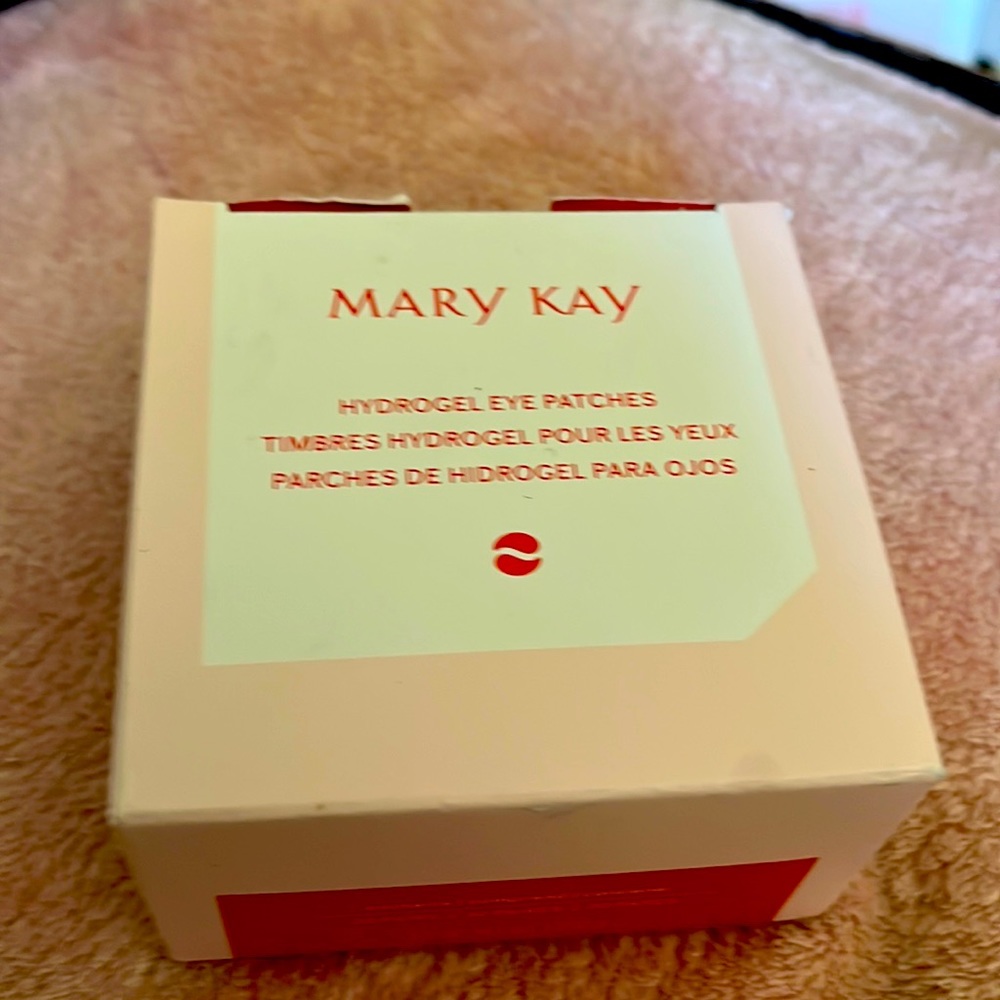 MARY KAY
HYDROGEL EYE PATCHES
TIMBRES HYDROGEL POUR LES YEUX
PARCHES DE HIDROGEL PARA OJOS